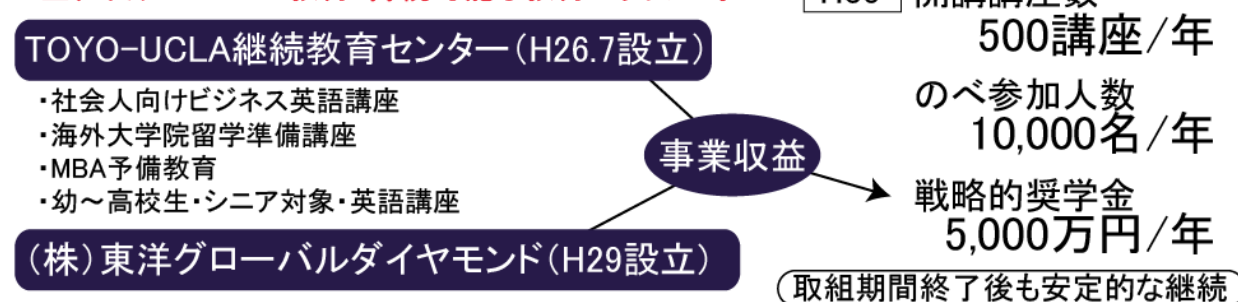 開講講座数
500講座/年
TOYO-UCLA継続教育センター(H26.7設立)
・社会人向けビジネス英語講座
・海外大学院留学準備講座
・MBA予備教育
・幼～高校生・シニア対象・英語講座
(株)東洋グローバルダイヤモンド(H29設立)
事業収益
のべ参加人数
10,000名/年
戦略的奨学金
5,000万円/年
取組期間終了後も安定的な継続